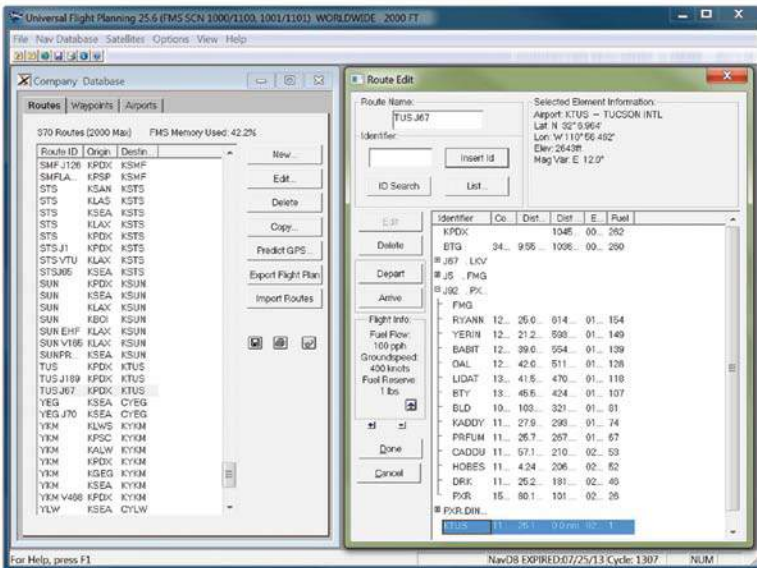 Universal Flight Planning 25.6 (FMS SCN 1000/1100, 1001/1101) WORLDWIDE 2000 FT
File Nav Database Satellites Options View Help
Company Database
Routes Waypoints Airports
370 Routes (2000 Max) FMS Memory Used: 42.2%
Route ID Origin Destin...
SMF J126 KPDX KSMF
SMFLA... KPSP KSMF
STS KSAN KSTS
STS KLAS KSTS
STS KSEA KSTS
STS KLAX KSTS
STS KPDX KSTS
STS J1 KPDX KSTS
STS VTU KLAX KSTS
STSJ65 KSEA KSTS
SUN KPDX KSUN
SUN KSEA KSUN
SUN KLAX KSUN
SUN KBOI KSUN
SUN EHF KLAX KSUN
SUN V165 KLAX KSUN
SUNPR... KSEA KSUN
TUS KPDX KTUS
TUS J189 KPDX KTUS
TUS J67 KPDX KTUS
YEG KSEA CYEG
YEG J70 KSEA CYEG
YKM KLWS KYKM
YKM KPSC KYKM
YKM KALW KYKM
YKM KPDX KYKM
YKM KGEG KYKM
YKM KSEA KYKM
YKM V468 KPDX KYKM
YLW KSEA CYLW
New...
Edit...
Delete
Copy...
Predict GPS...
Export Flight Plan
Import Routes
Route Edit
Route Name:
TUS J67
Identifier:
Insert Id
ID Search
List...
Selected Element Information:
Airport: KTUS -- TUCSON INTL
Lat: N 32° 6.964'
Lon: W 110° 56.462'
Elev: 2643ft
Mag Var: E 12.0°
Edit
Delete
Depart
Arrive
Flight Info:
Fuel Flow:
100 pph
Groundspeed:
400 knots
Fuel Reserve:
1 lbs
Done
Cancel
Identifier Co... Dist... Dist... E... Fuel
KPDX 1045... 00... 262
BTG 34... 9.55... 1036... 00... 260
J67 . LKV
J5 . FMG
J92 . PX..
FMG
RYANN 12... 25.0... 614... 01... 154
YERIN 12... 21.2... 593... 01... 149
BABIT 12... 39.0... 554... 01... 139
OAL 12... 42.0... 511... 01... 128
LIDAT 13... 41.5... 470... 01... 118
BTY 13... 45.5... 424... 01... 107
BLD 10... 103... 321... 01... 81
KADDY 11... 27.9... 293... 01... 74
PRFUM 11... 25.7... 267... 01... 67
CADDU 11... 57.1... 210... 02... 53
HOBES 11... 4.24... 206... 02... 52
DRK 11... 25.2... 181... 02... 46
PXR 15... 80.1... 101... 02... 26
PXR.DIN...
KTUS 11... 0.0 nm 02... 1
For Help, press F1
NavDB EXPIRED:07/25/13 Cycle: 1307
NUM